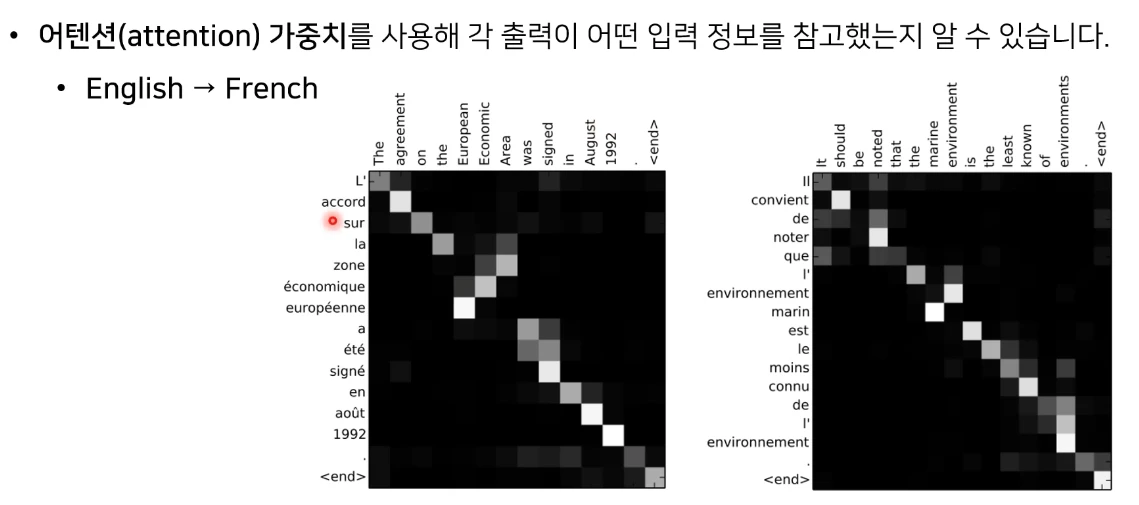 • 어텐션(attention) 가중치를 사용해 각 출력이 어떤 입력 정보를 참고했는지 알 수 있습니다.
• English → French
The agreement on the European Economic Area was signed in August 1992 . <end>
L'
accord
sur
la
zone
économique
européenne
a
été
signé
en
août
1992
.
<end>
It should be noted that the marine environment is the least known of environments . <end>
Il
convient
de
noter
que
l'
environnement
marin
est
le
moins
connu
de
l'
environnement
.
<end>